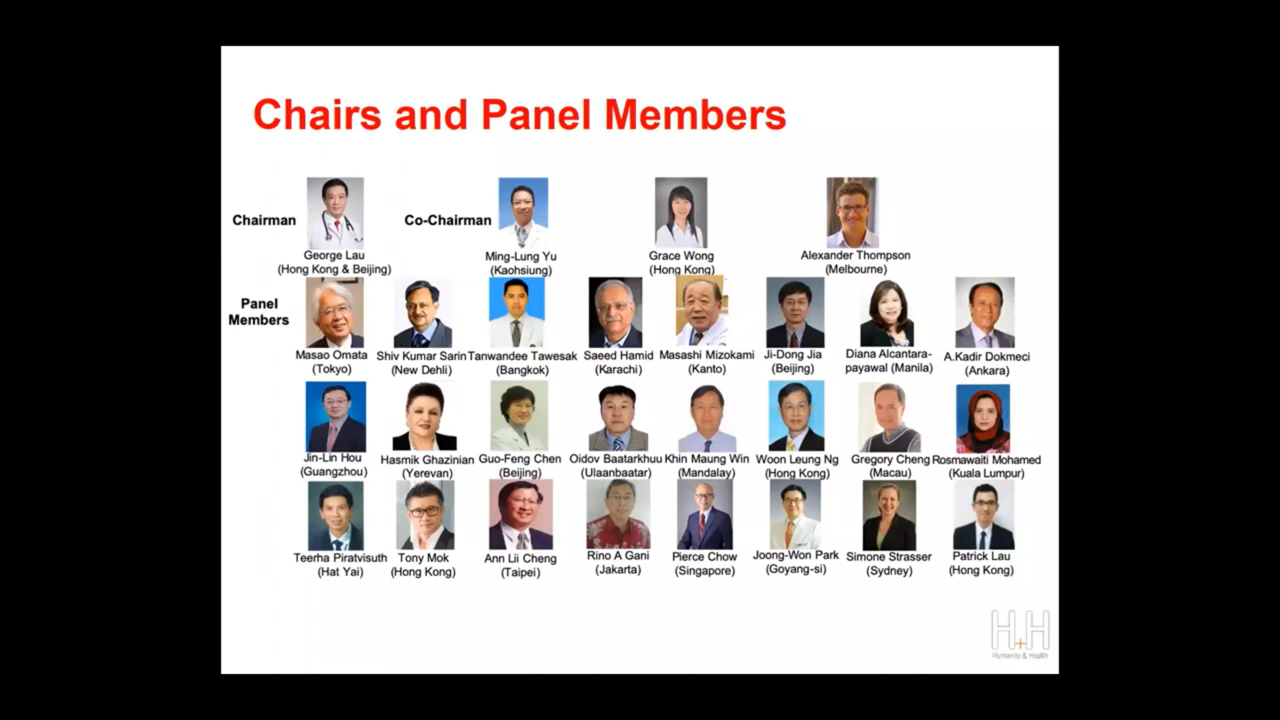 Chairs and Panel Members
Chairman
Co-Chairman
George Lau
(Hong Kong & Beijing)
Ming-Lung Yu
(Kaohsiung)
Grace Wong
(Hong Kong)
Alexander Thompson
(Melbourne)
Panel
Members
Masao Omata
(Tokyo)
Shiv Kumar Sarin
(New Dehli)
Tanwandee Tawesak
(Bangkok)
Saeed Hamid
(Karachi)
Masashi Mizokami
(Kanto)
Ji-Dong Jia
(Beijing)
Diana Alcantara-
payawal (Manila)
A.Kadir Dokmeci
(Ankara)
Jin-Lin Hou
(Guangzhou)
Hasmik Ghazinian
(Yerevan)
Guo-Feng Chen
(Beijing)
Oidov Baatarkhuu
(Ulaanbaatar)
Khin Maung Win
(Mandalay)
Woon Leung Ng
(Hong Kong)
Gregory Cheng
(Macau)
Rosmawaiti Mohamed
(Kuala Lumpur)
Teerha Piratvisuth
(Hat Yai)
Tony Mok
(Hong Kong)
Ann Lii Cheng
(Taipei)
Rino A Gani
(Jakarta)
Pierce Chow
(Singapore)
Joong-Won Park
(Goyang-si)
Simone Strasser
(Sydney)
Patrick Lau
(Hong Kong)
H+H
Humanity & Health